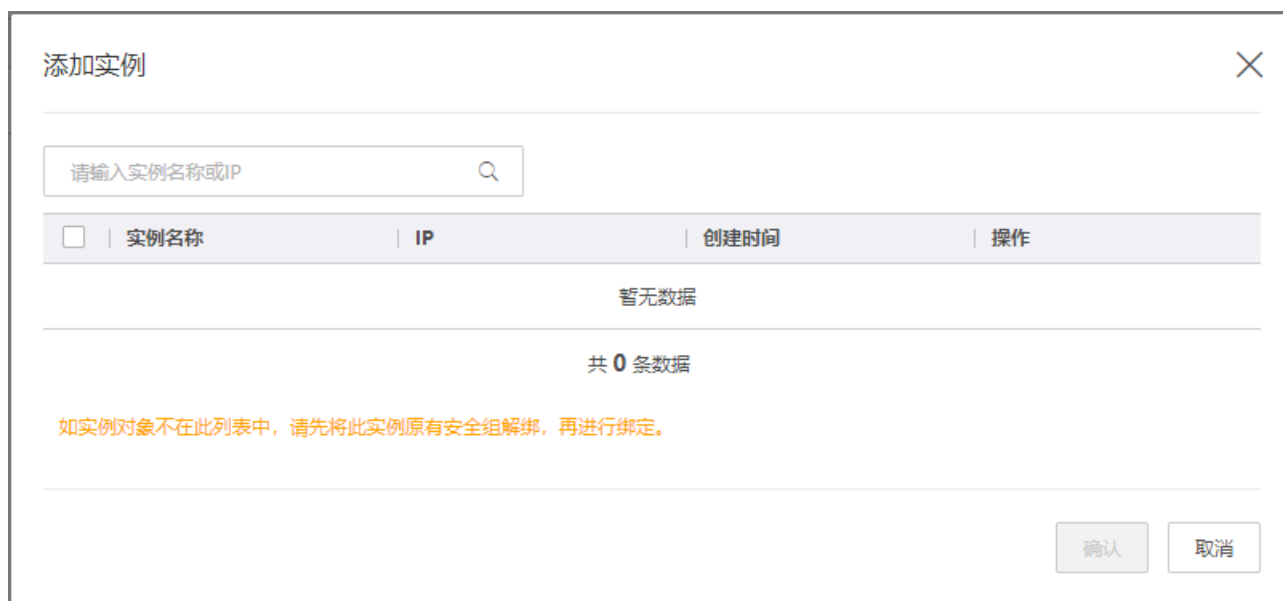 添加实例
请输入实例名称或IP
实例名称 IP 创建时间 操作
暂无数据
共 0 条数据
如实例对象不在此列表中，请先将此实例原有安全组解绑，再进行绑定。
确认 取消